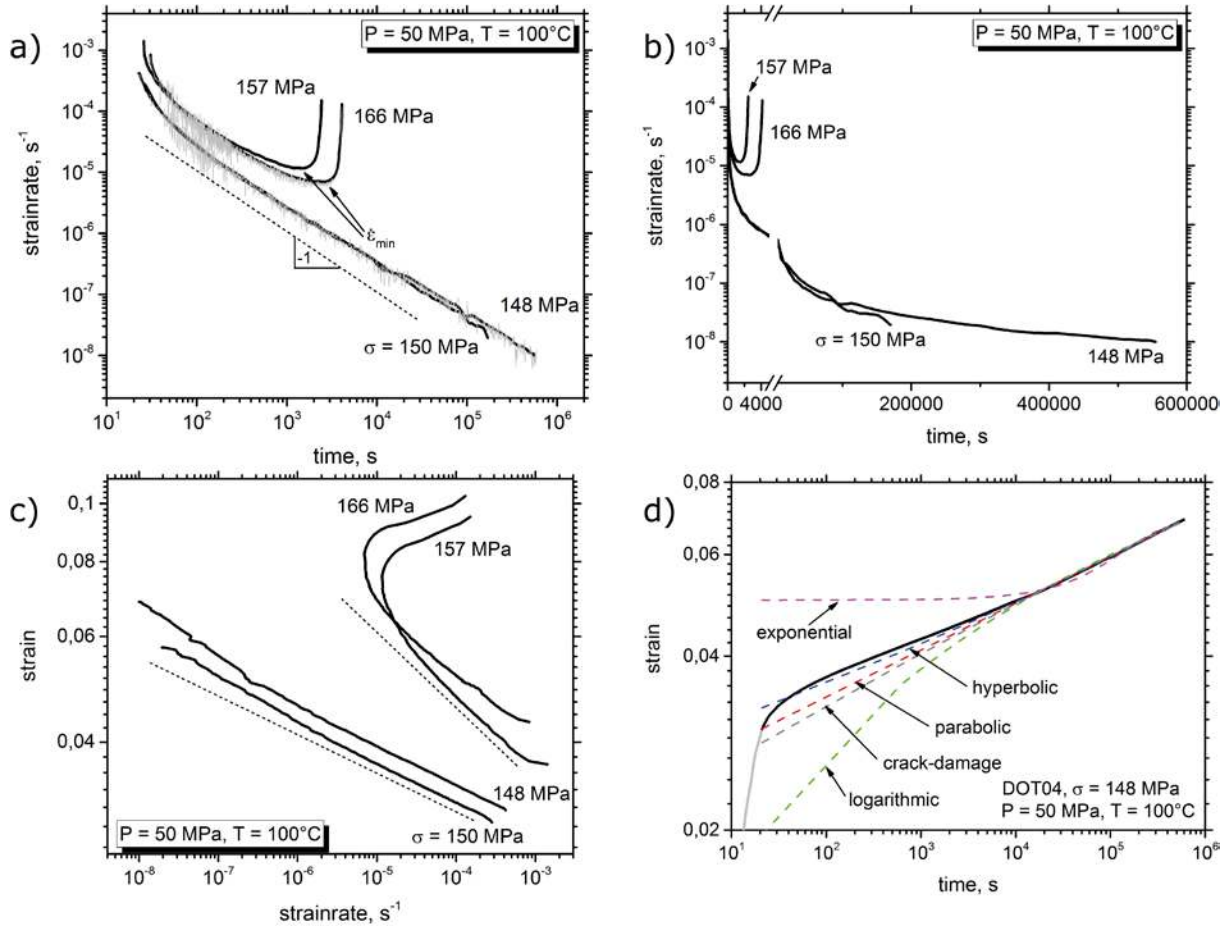 a)
P = 50 MPa, T = 100°C
10⁻³
10⁻⁴
10⁻⁵
10⁻⁶
10⁻⁷
10⁻⁸
strainrate, s⁻¹
157 MPa
166 MPa
ε̇min
-1
148 MPa
σ = 150 MPa
10¹ 10² 10³ 10⁴ 10⁵ 10⁶
time, s
b)
P = 50 MPa, T = 100°C
10⁻³
10⁻⁴
10⁻⁵
10⁻⁶
10⁻⁷
10⁻⁸
strainrate, s⁻¹
157 MPa
166 MPa
σ = 150 MPa
148 MPa
0 4000 200000 400000 600000
time, s
c)
0,1
0,08
0,06
0,04
strain
166 MPa
157 MPa
148 MPa
σ = 150 MPa
P = 50 MPa, T = 100°C
10⁻⁸ 10⁻⁷ 10⁻⁶ 10⁻⁵ 10⁻⁴ 10⁻³
strainrate, s⁻¹
d)
0,08
0,06
0,04
0,02
strain
exponential
hyperbolic
parabolic
crack-damage
logarithmic
DOT04, σ = 148 MPa
P = 50 MPa, T = 100°C
10¹ 10² 10³ 10⁴ 10⁵ 10⁶
time, s